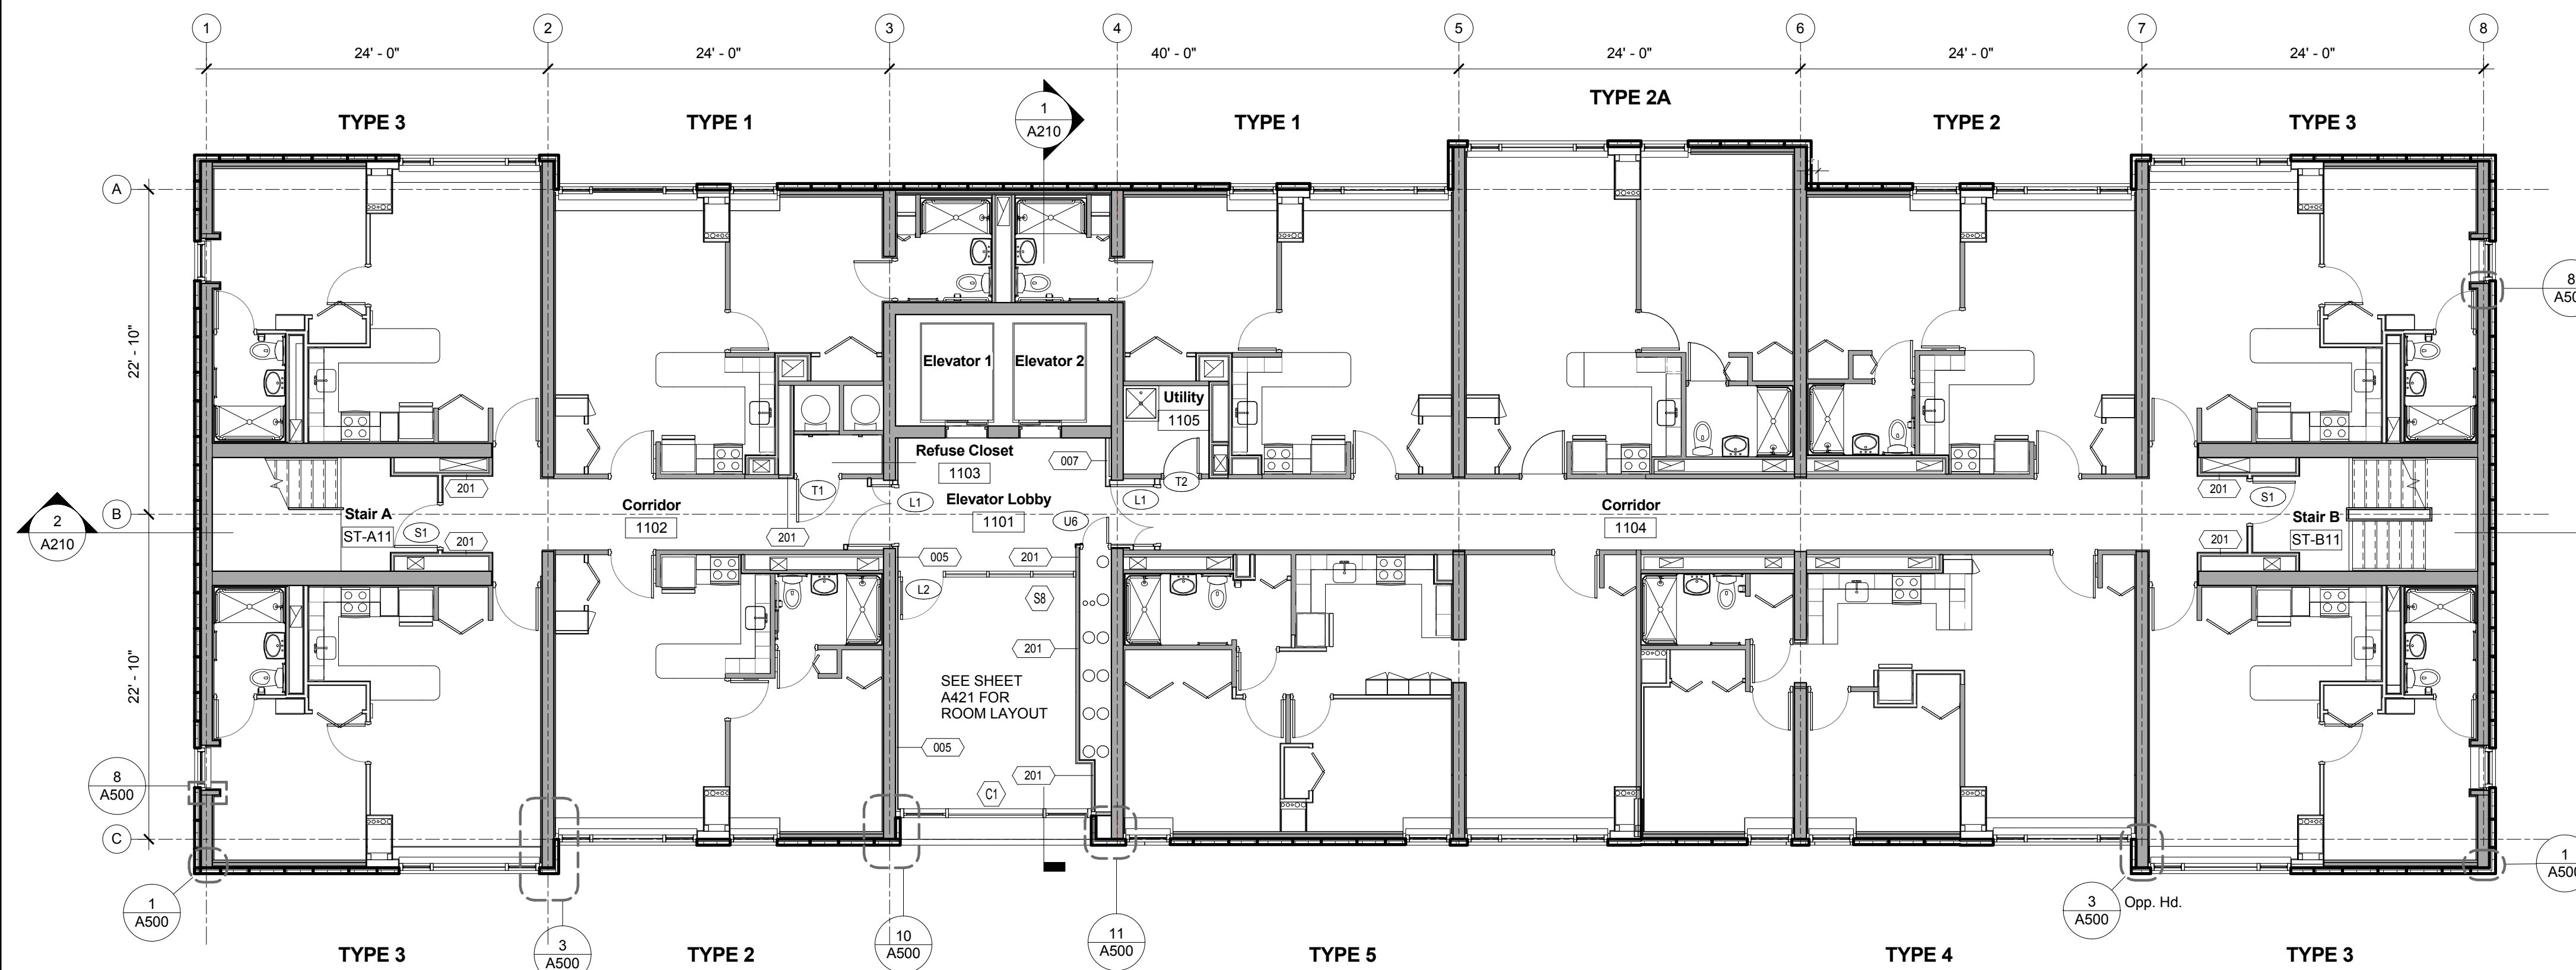 1 2 3 4 5 6 7 8
24' - 0" 24' - 0" 40' - 0" 24' - 0" 24' - 0" 24' - 0"
TYPE 2A
TYPE 3 TYPE 1 TYPE 1 TYPE 2 TYPE 3
1
A210
A
22' - 10"
8
Elevator 1 Elevator 2
Utility
1105
Refuse Closet
1103
007
201
T1
L1
Elevator Lobby
1101
L1
T2
U6
201
S1
B
2
A210
Stair A
ST-A11
S1
201
Corridor
1102
201
Corridor
1104
Stair B
ST-B11
201
005
201
L2
S8
201
22' - 10"
SEE SHEET
A421 FOR
ROOM LAYOUT
005
201
C1
8
A500
C
1
A500
3
A500
10
A500
11
A500
3
A500
Opp. Hd.
1
TYPE 3 TYPE 2 TYPE 5 TYPE 4 TYPE 3